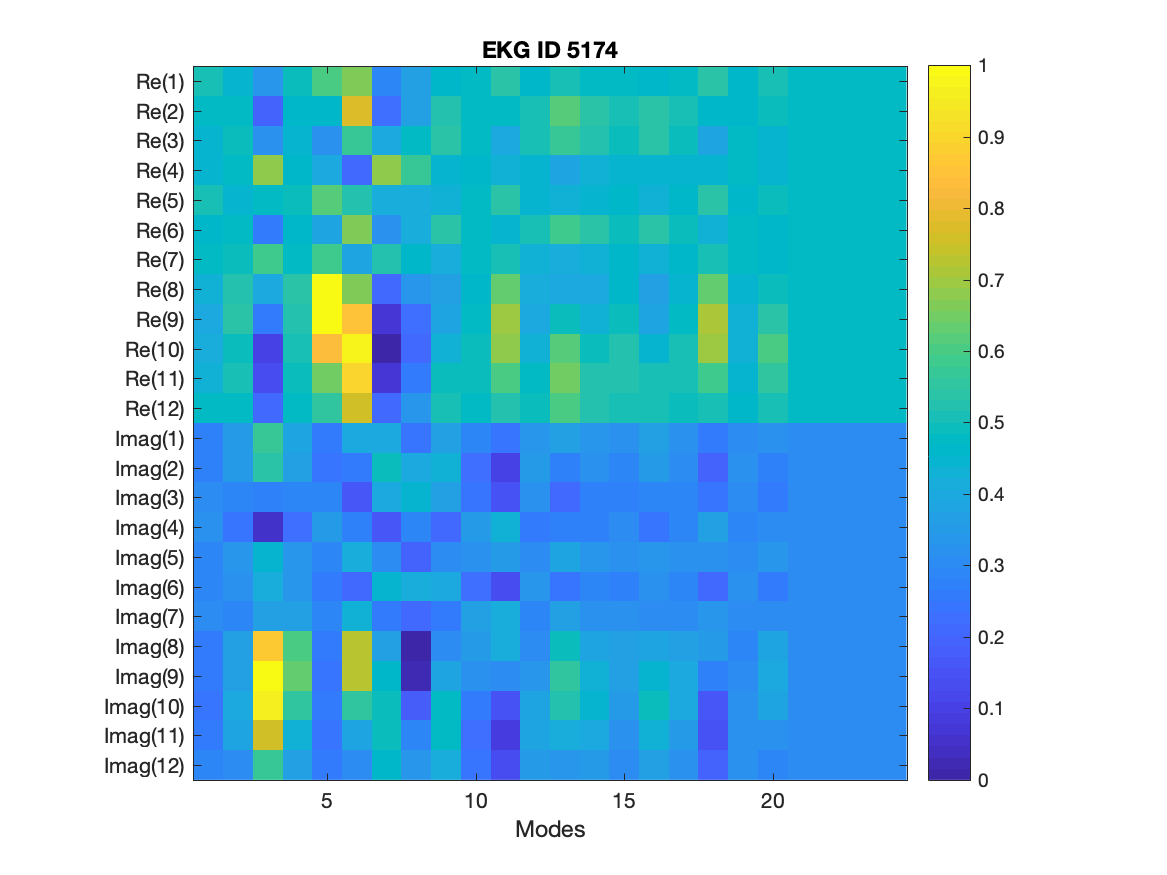 EKG ID 5174
Re(1)
Re(2)
Re(3)
Re(4)
Re(5)
Re(6)
Re(7)
Re(8)
Re(9)
Re(10)
Re(11)
Re(12)
Imag(1)
Imag(2)
Imag(3)
Imag(4)
Imag(5)
Imag(6)
Imag(7)
Imag(8)
Imag(9)
Imag(10)
Imag(11)
Imag(12)
5 10 15 20
Modes
1
0.9
0.8
0.7
0.6
0.5
0.4
0.3
0.2
0.1
0